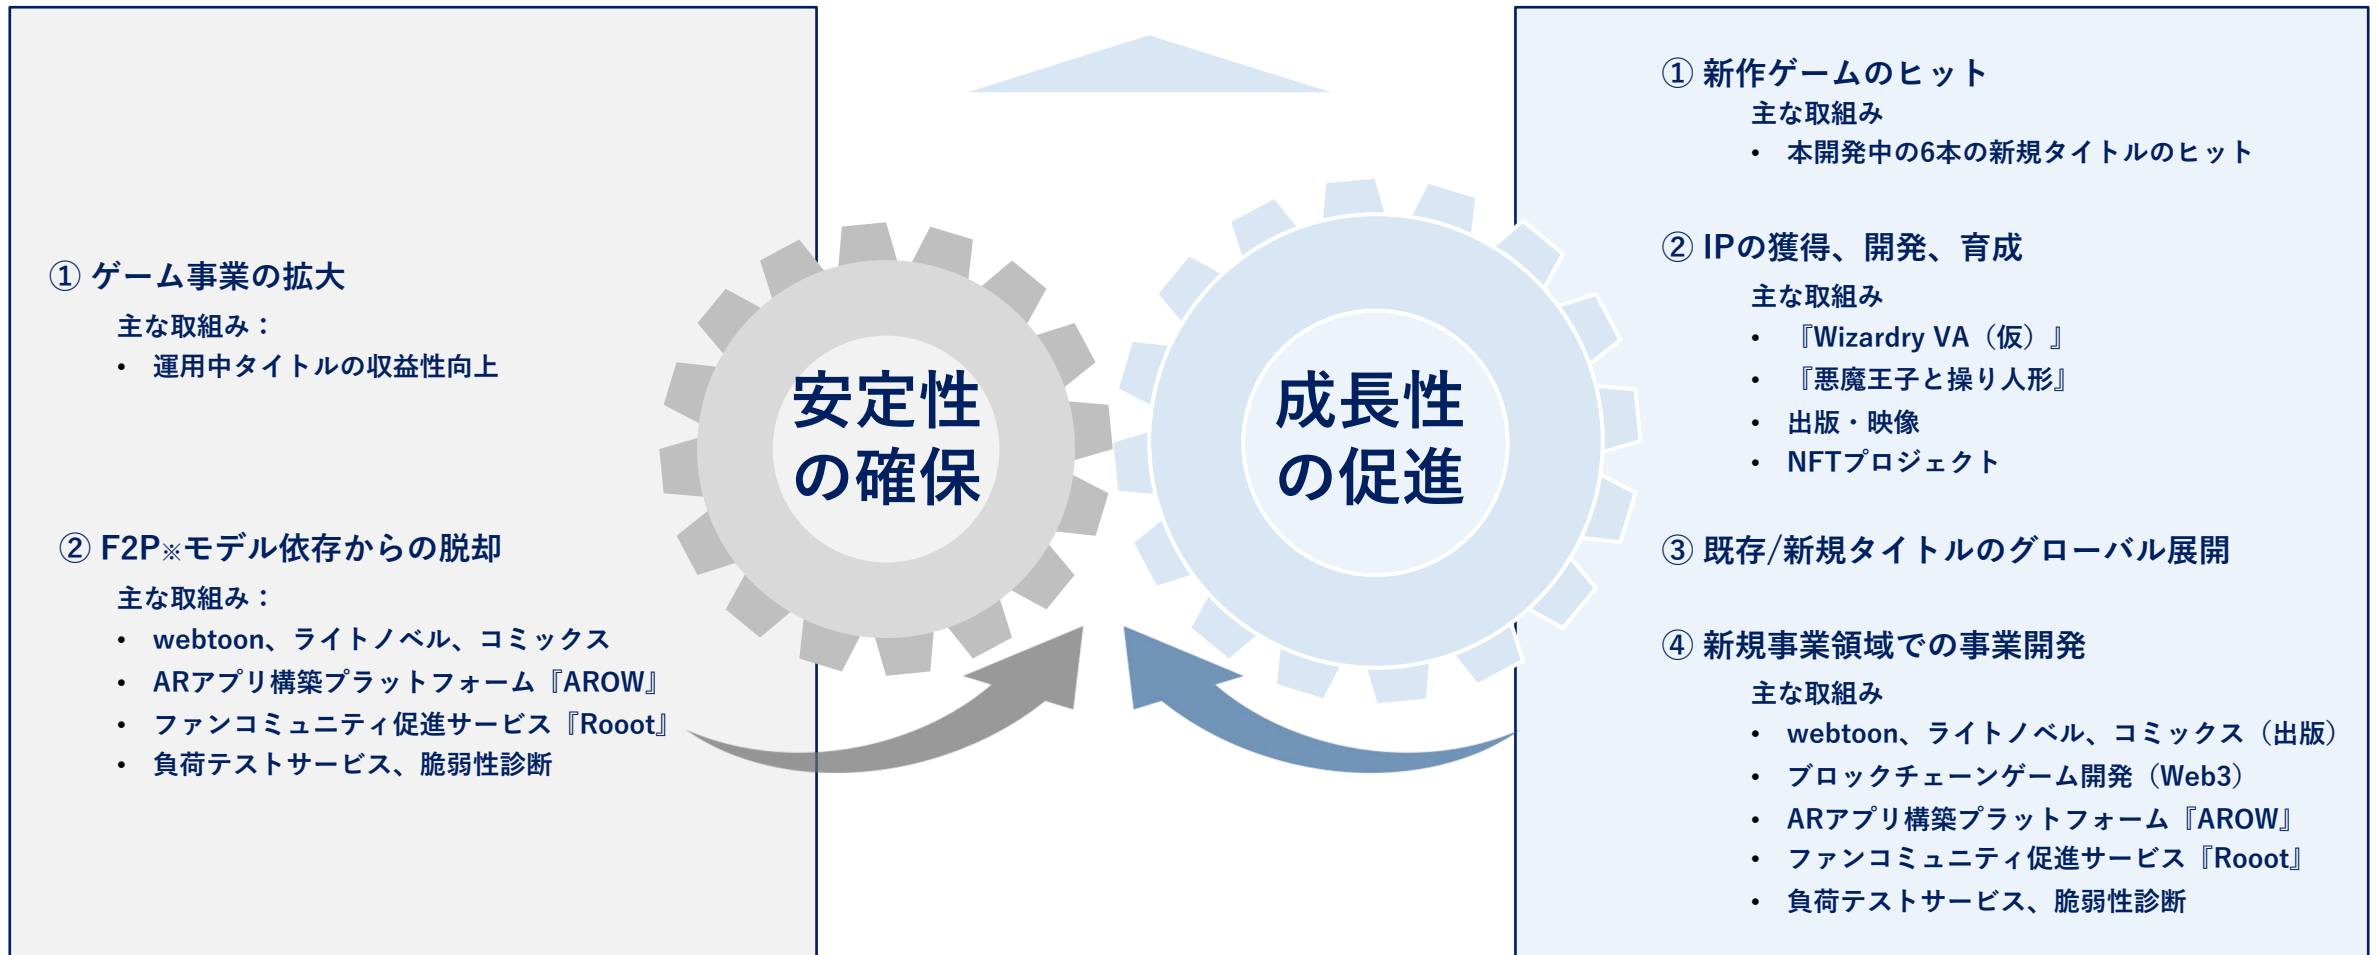 ① ゲーム事業の拡大
主な取組み：
• 運用中タイトルの収益性向上
② F2P※モデル依存からの脱却
主な取組み：
• webtoon、ライトノベル、コミックス
• ARアプリ構築プラットフォーム『AROW』
• ファンコミュニティ促進サービス『Rooot』
• 負荷テストサービス、脆弱性診断
安定性
の確保
成長性
の促進
① 新作ゲームのヒット
主な取組み
• 本開発中の6本の新規タイトルのヒット
② IPの獲得、開発、育成
主な取組み
• 『Wizardry VA（仮）』
• 『悪魔王子と操り人形』
• 出版・映像
• NFTプロジェクト
③ 既存/新規タイトルのグローバル展開
④ 新規事業領域での事業開発
主な取組み
• webtoon、ライトノベル、コミックス（出版）
• ブロックチェーンゲーム開発（Web3）
• ARアプリ構築プラットフォーム『AROW』
• ファンコミュニティ促進サービス『Rooot』
• 負荷テストサービス、脆弱性診断